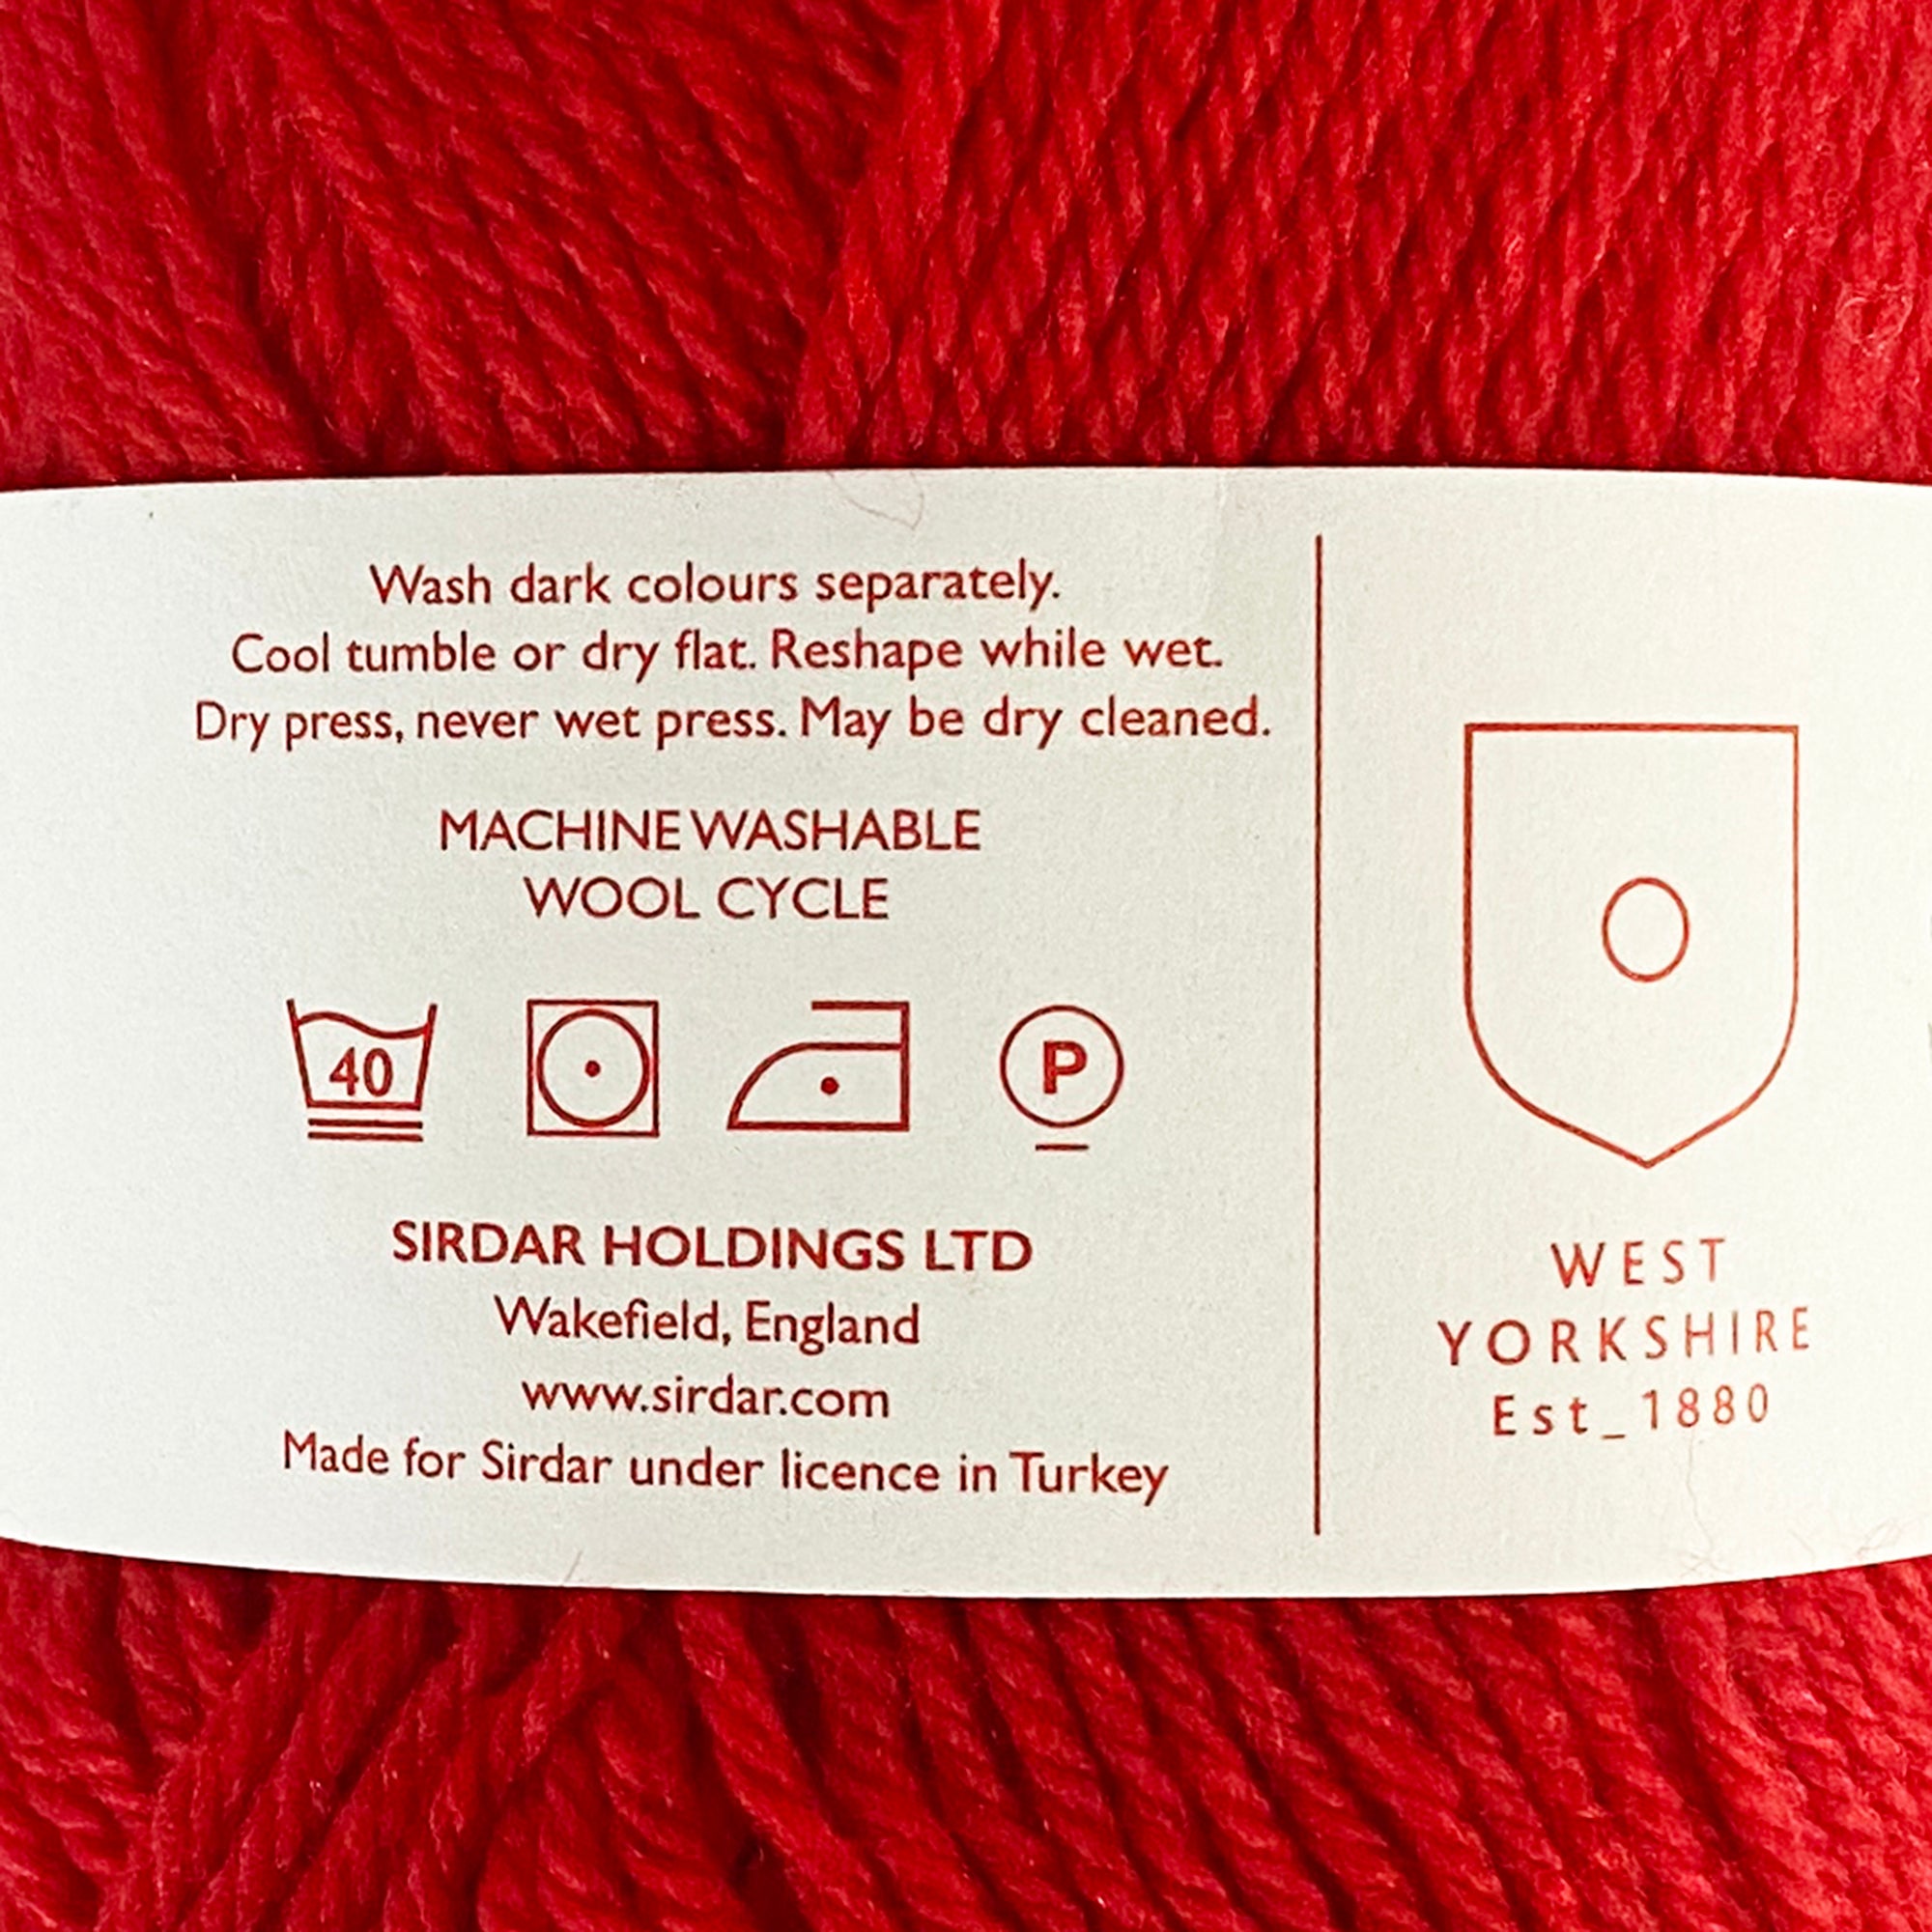 Wash dark colours separately.
Cool tumble or dry flat. Reshape while wet.
Dry press, never wet press. May be dry cleaned.
MACHINE WASHABLE
WOOL CYCLE
40
P
SIRDAR HOLDINGS LTD
Wakefield, England
www.sirdar.com
Made for Sirdar under licence in Turkey
WEST
YORKSHIRE
Est_1880